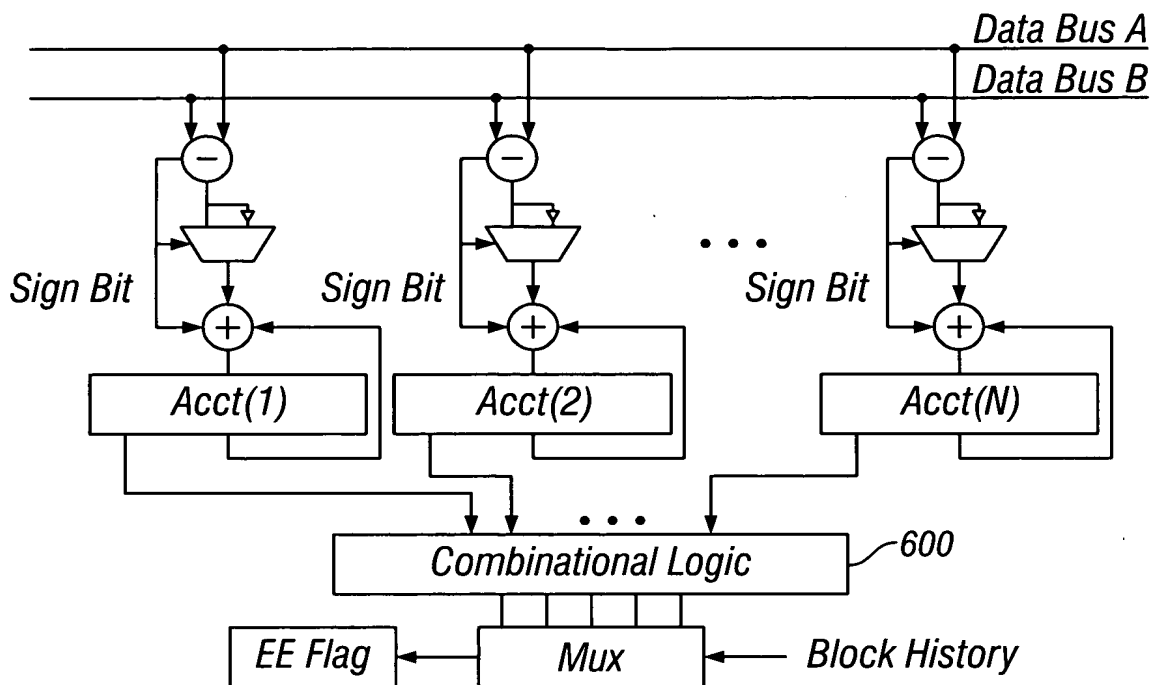 Data Bus A
Data Bus B
− − −
Sign Bit Sign Bit • • • Sign Bit
+ + +
Acct(1) Acct(2) Acct(N)
• • •
Combinational Logic 600
EE Flag Mux Block History